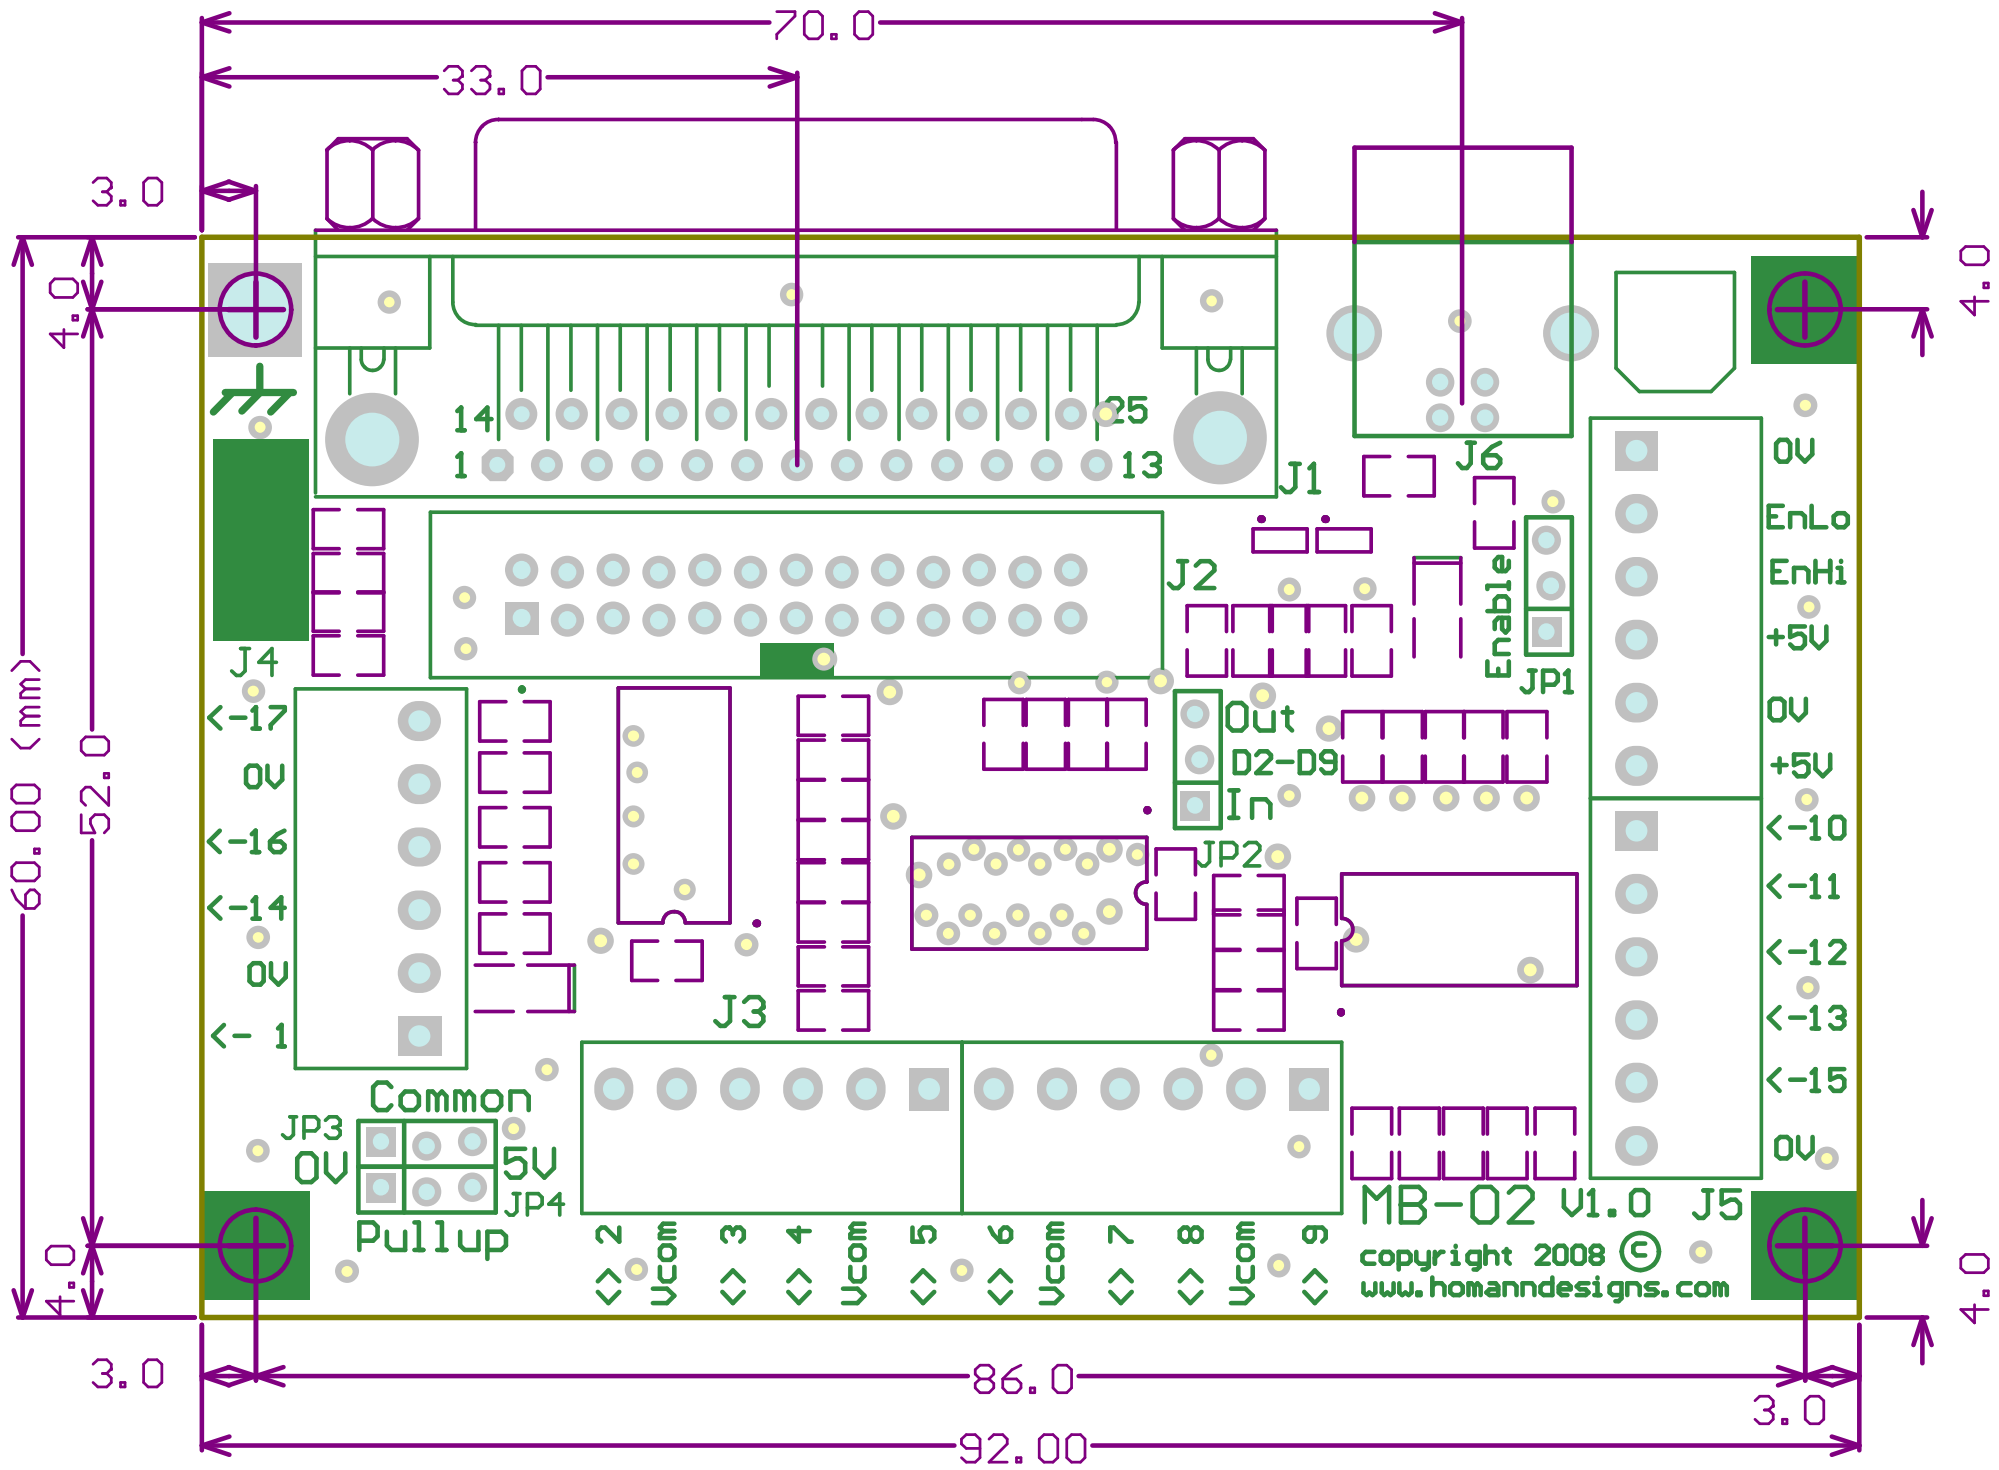 70.0
33.0
3.0
4.0
4.0
14
25
1
13
J1
J6
0V
EnLo
EnHi
+5V
0V
+5V
J2
Enable
JP1
J4
<-17
0V
<-16
<-14
0V
<- 1
Out
D2-D9
In
JP2
<-10
<-11
<-12
<-13
<-15
0V
60.00 (mm)
52.0
J3
Common
JP3
0V
5V
JP4
Pullup
<> 2
Vcom
<> 3
<> 4
Vcom
<> 5
<> 6
Vcom
<> 7
<> 8
Vcom
<> 9
MB-02 V1.0
J5
copyright 2008 ©
www.homanndesigns.com
4.0
4.0
3.0
86.0
3.0
92.00